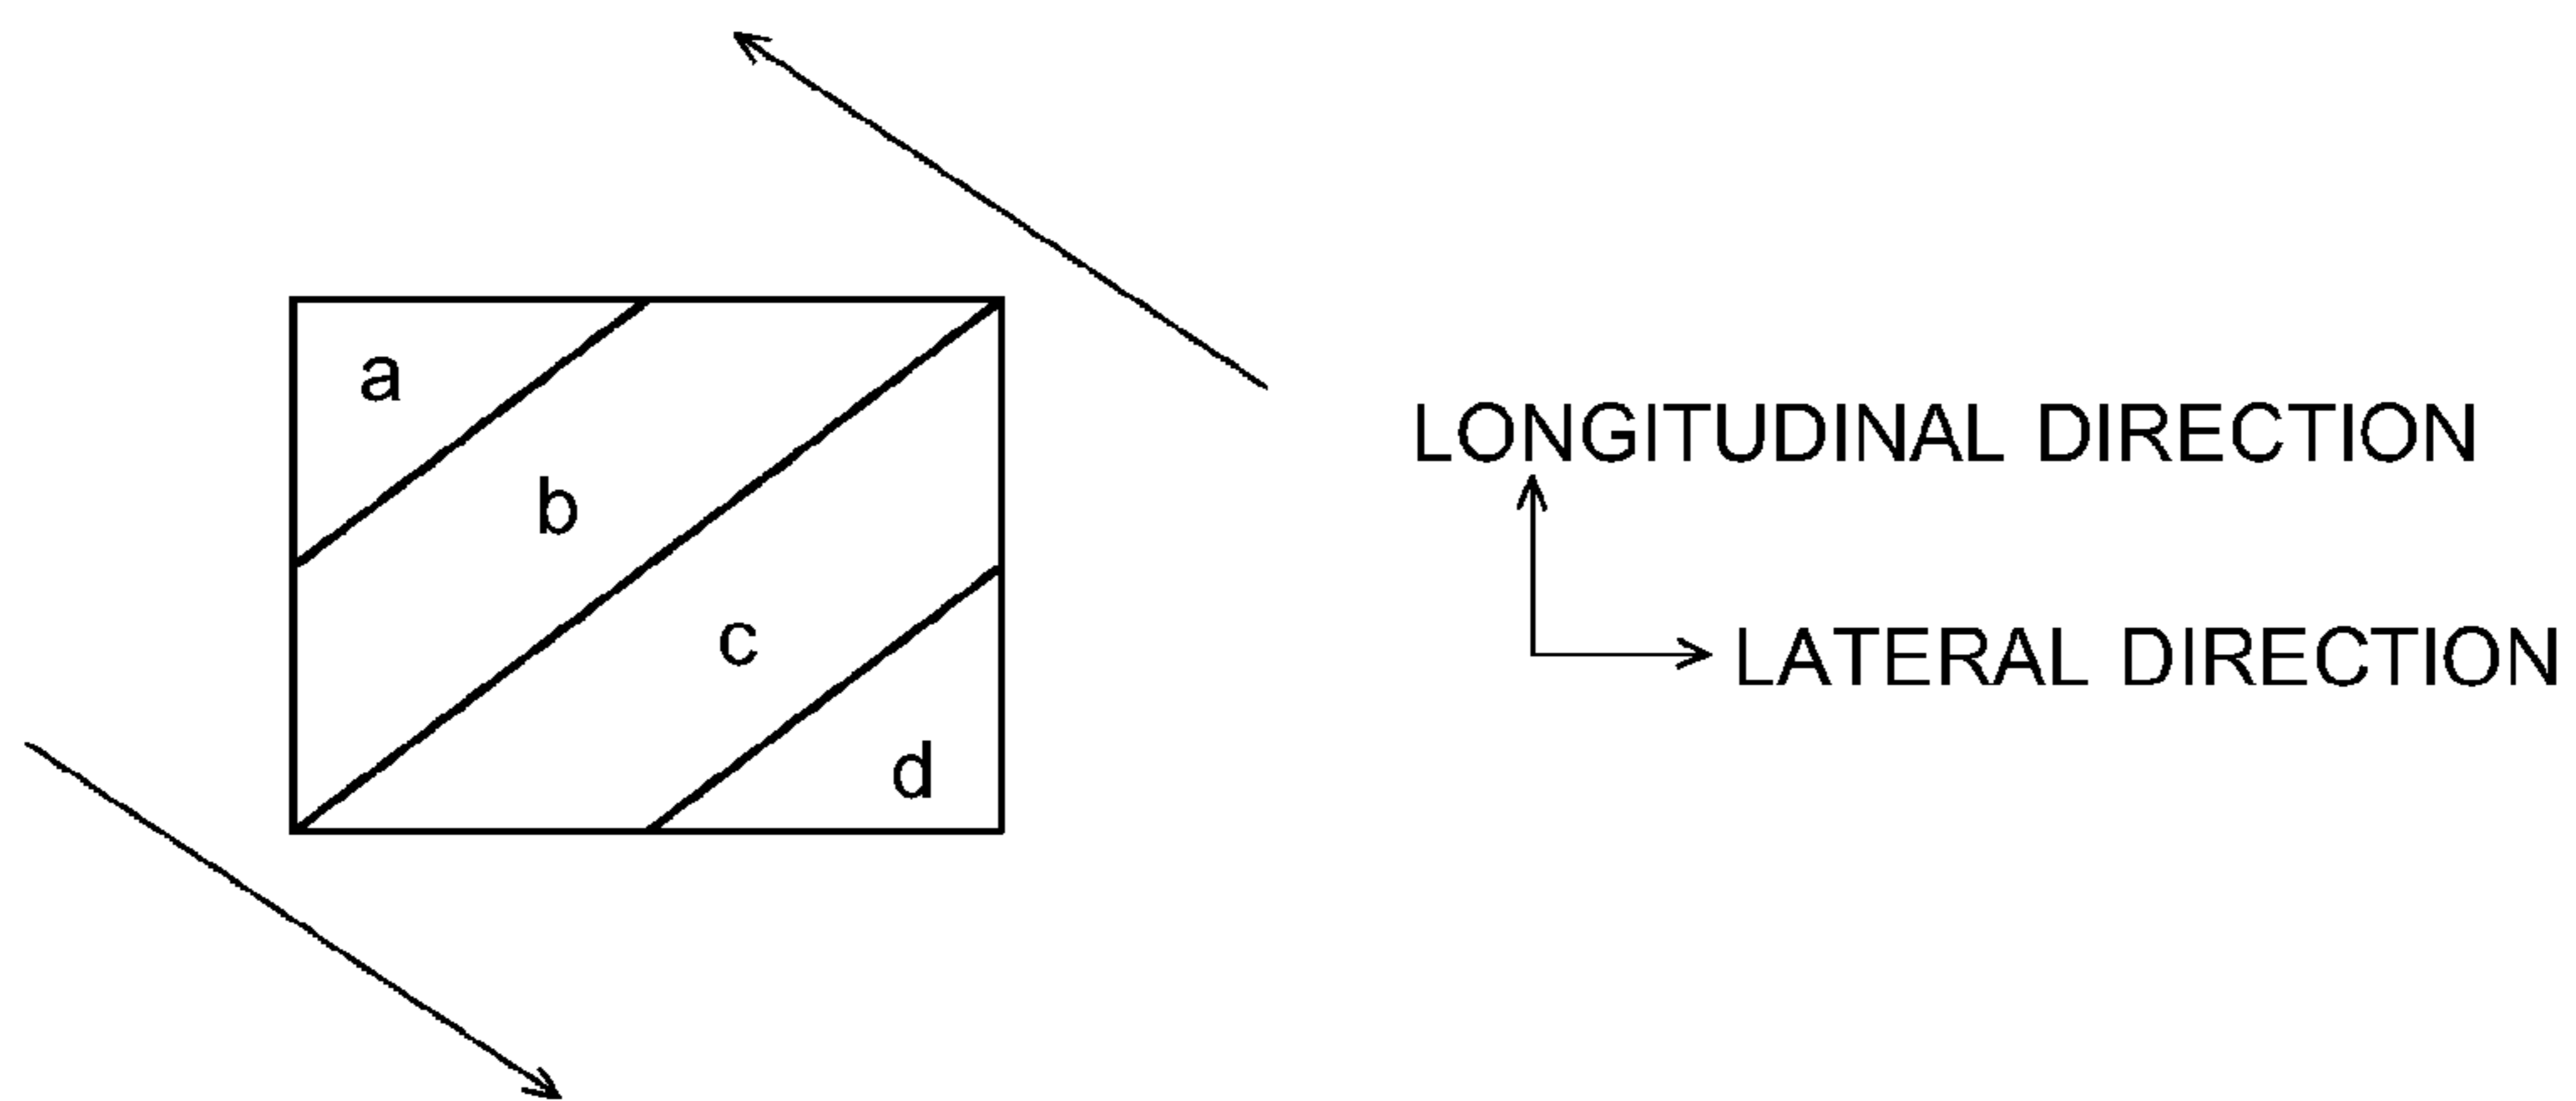 a
b
c
d
LONGITUDINAL DIRECTION
LATERAL DIRECTION